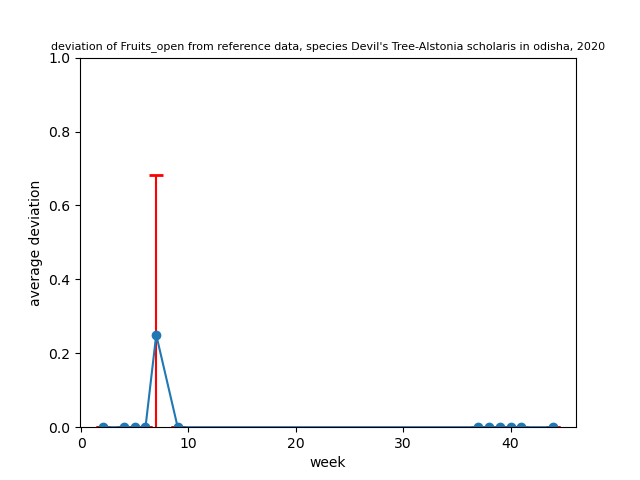 deviation of Fruits_open from reference data, species Devil's Tree-Alstonia scholaris in odisha, 2020
1.0
0.8
0.6
0.4
0.2
0.0
average deviation
0 10 20 30 40
week